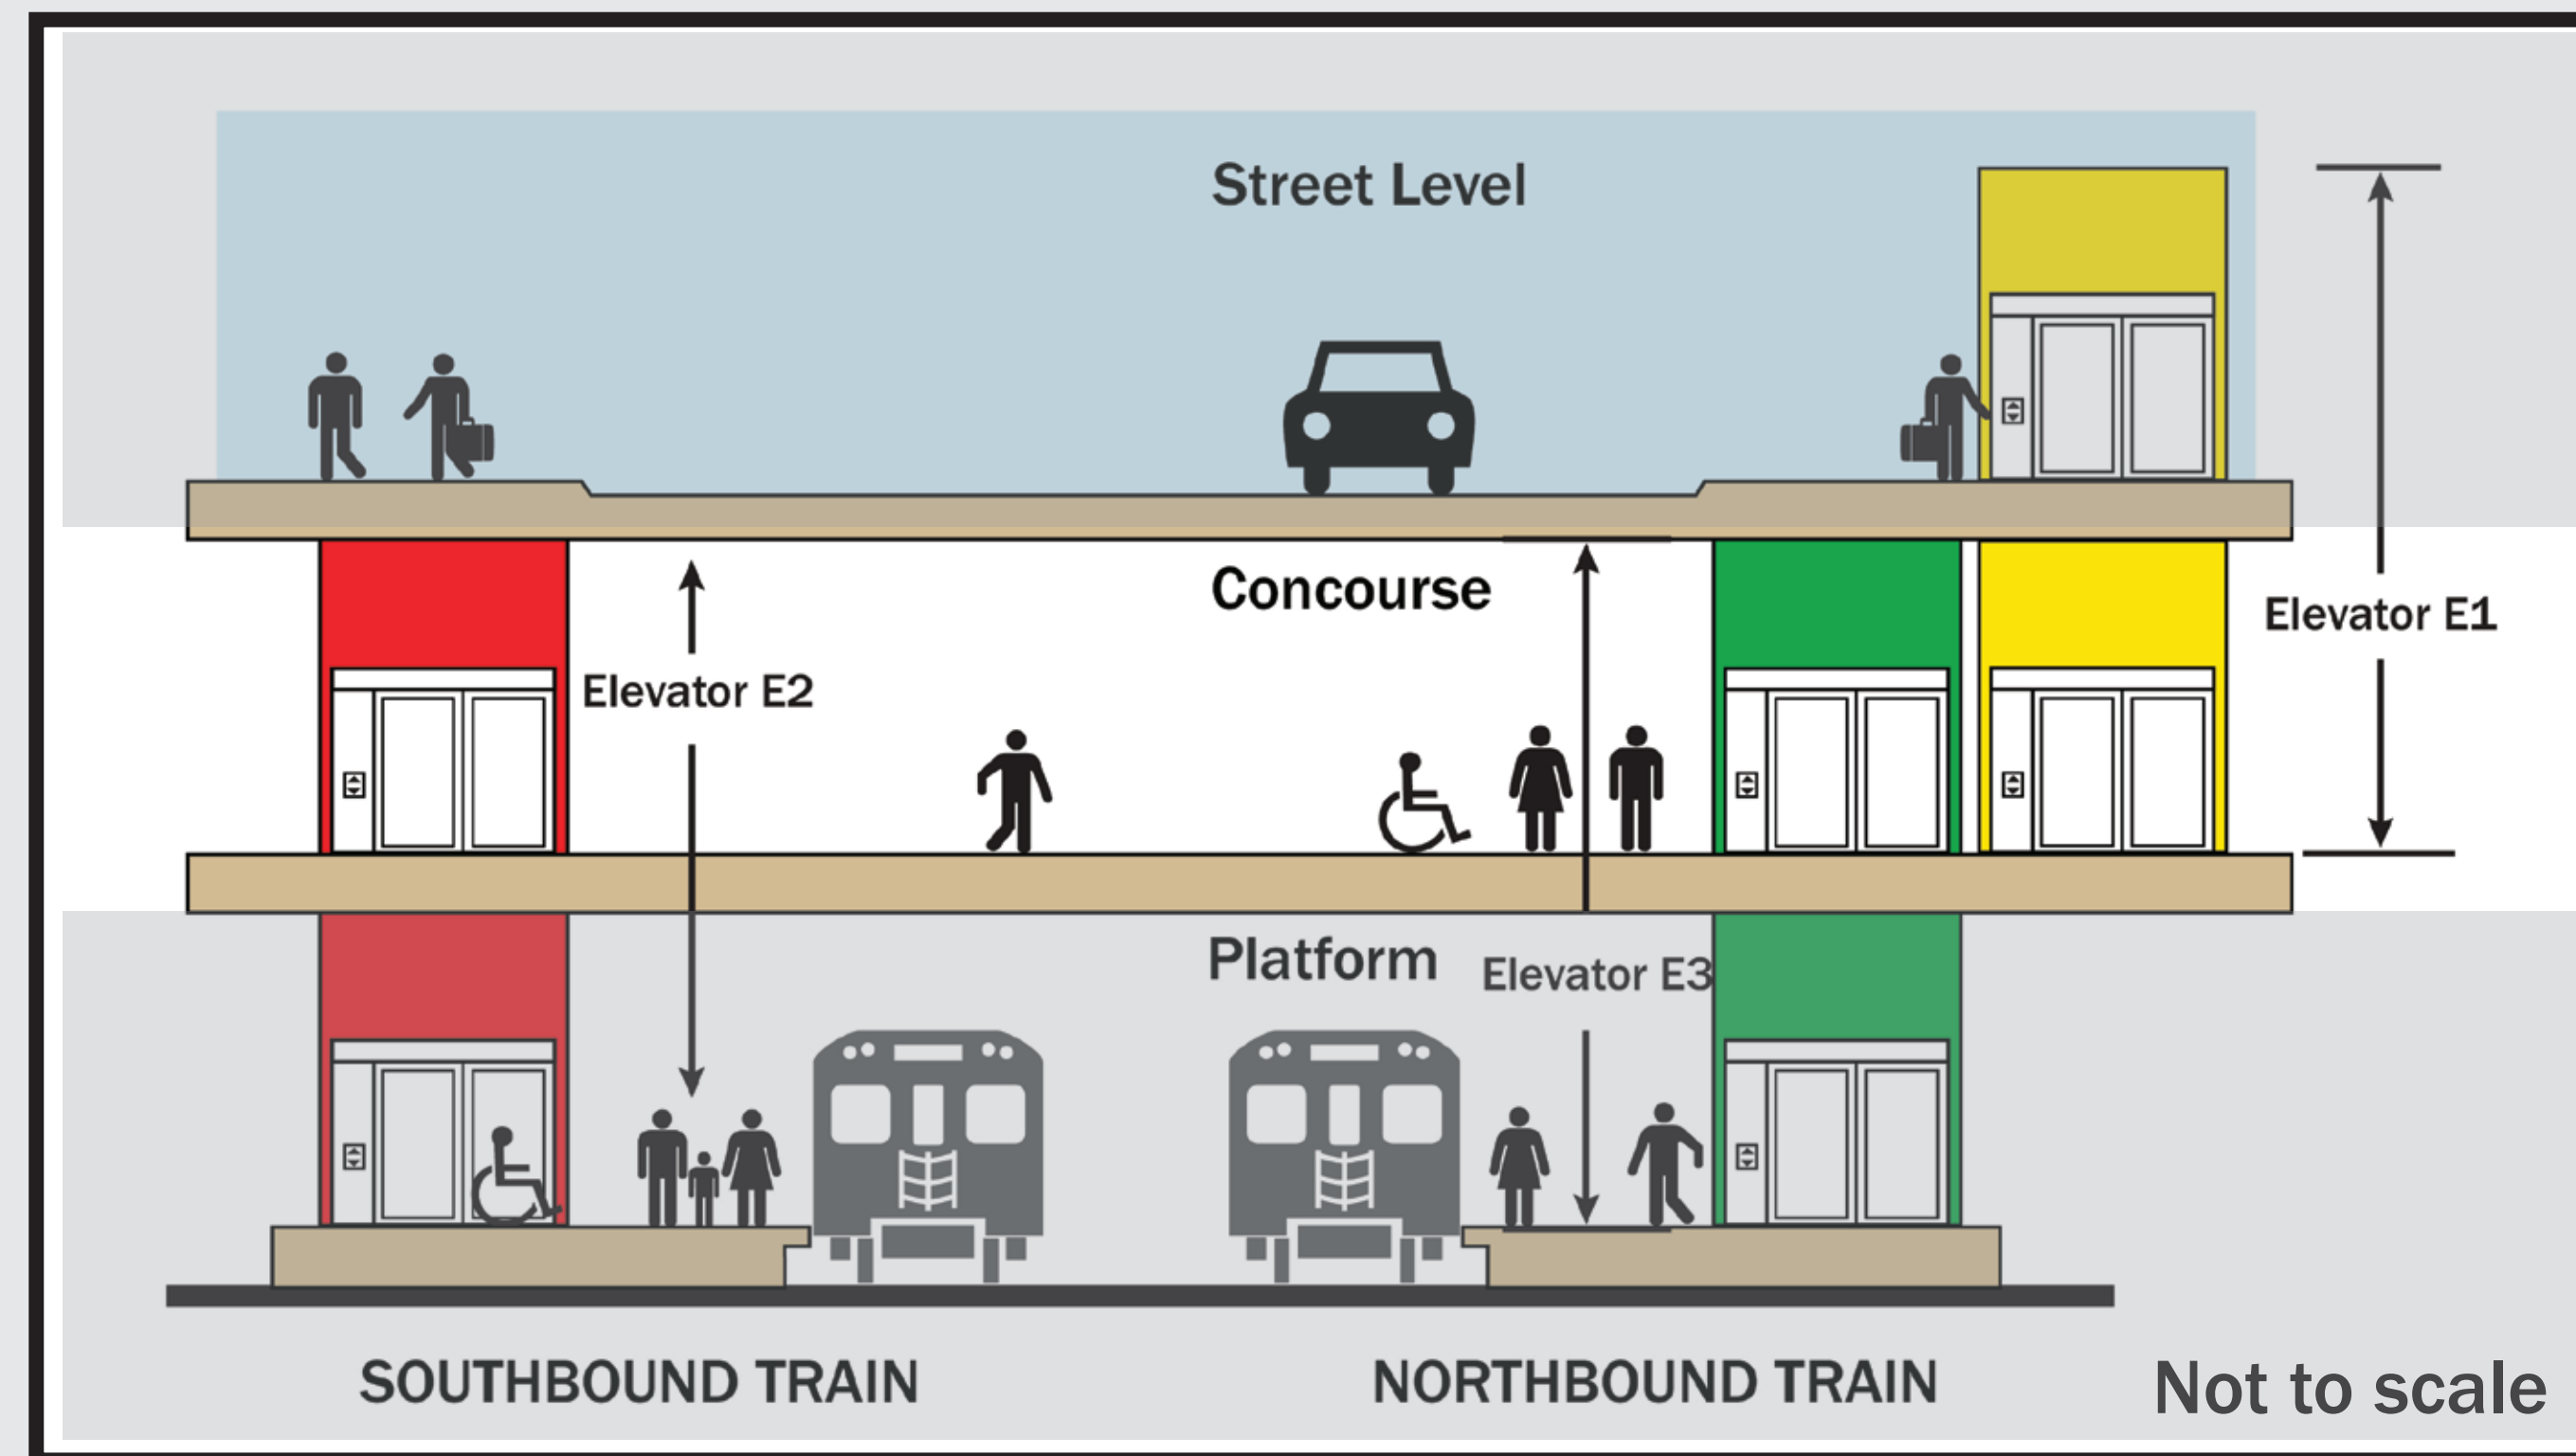 Street Level
Concourse
Elevator E1
Elevator E2
Platform
Elevator E3
SOUTHBOUND TRAIN
NORTHBOUND TRAIN
Not to scale